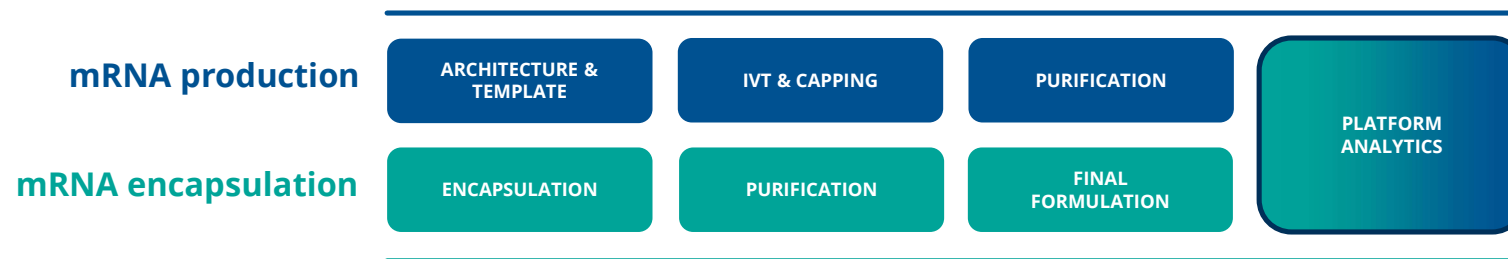 mRNA production
ARCHITECTURE &
TEMPLATE
IVT & CAPPING
PURIFICATION
PLATFORM
ANALYTICS
mRNA encapsulation
ENCAPSULATION
PURIFICATION
FINAL
FORMULATION